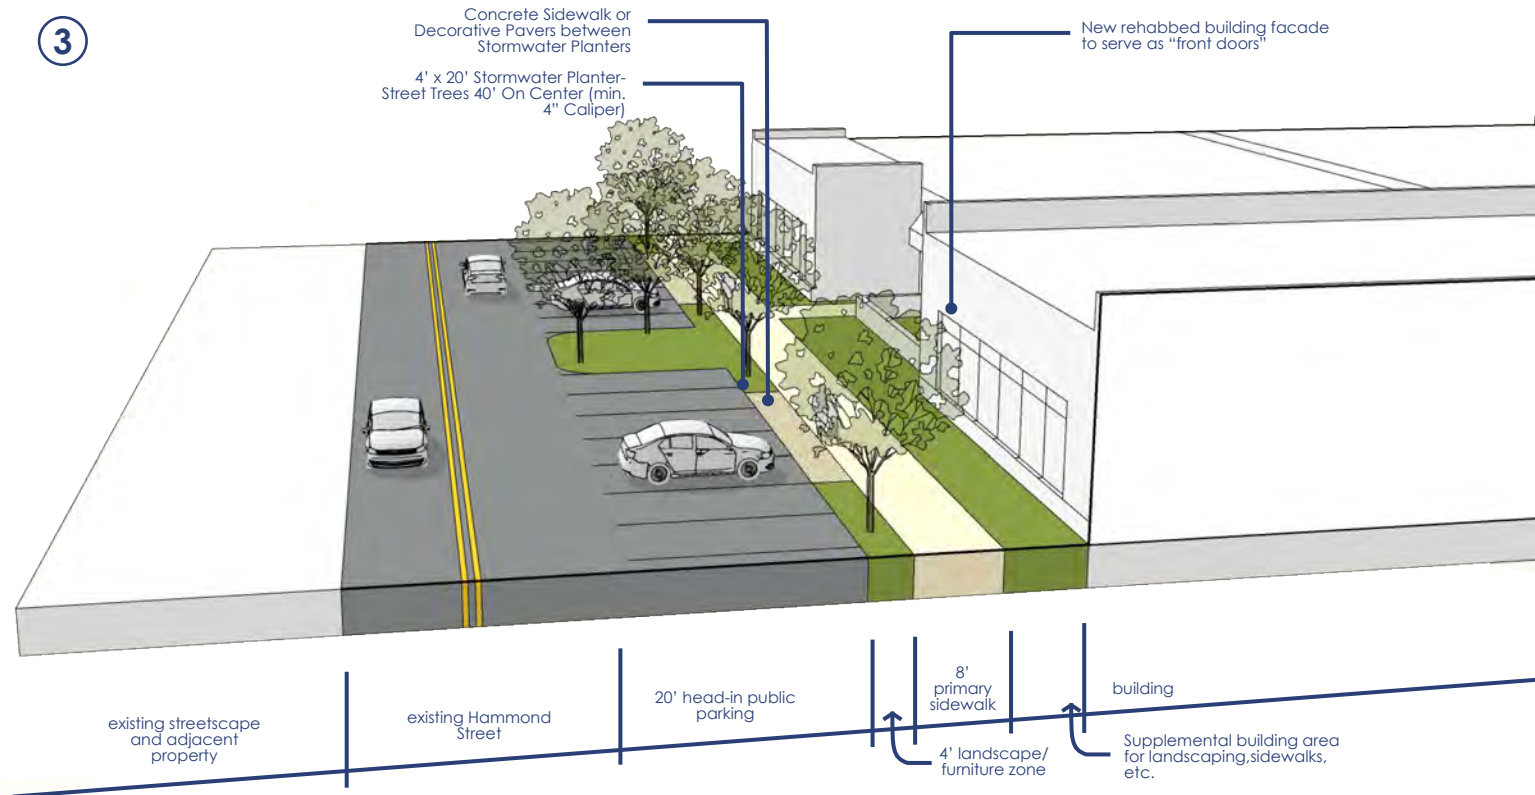 3
Concrete Sidewalk or
Decorative Pavers between
Stormwater Planters
4’ x 20’ Stormwater Planter-
Street Trees 40’ On Center (min.
4” Caliper)
New rehabbed building facade
to serve as “front doors”
existing streetscape
and adjacent
property
existing Hammond
Street
20’ head-in public
parking
4’ landscape/
furniture zone
8’
primary
sidewalk
Supplemental building area
for landscaping,sidewalks,
etc.
building